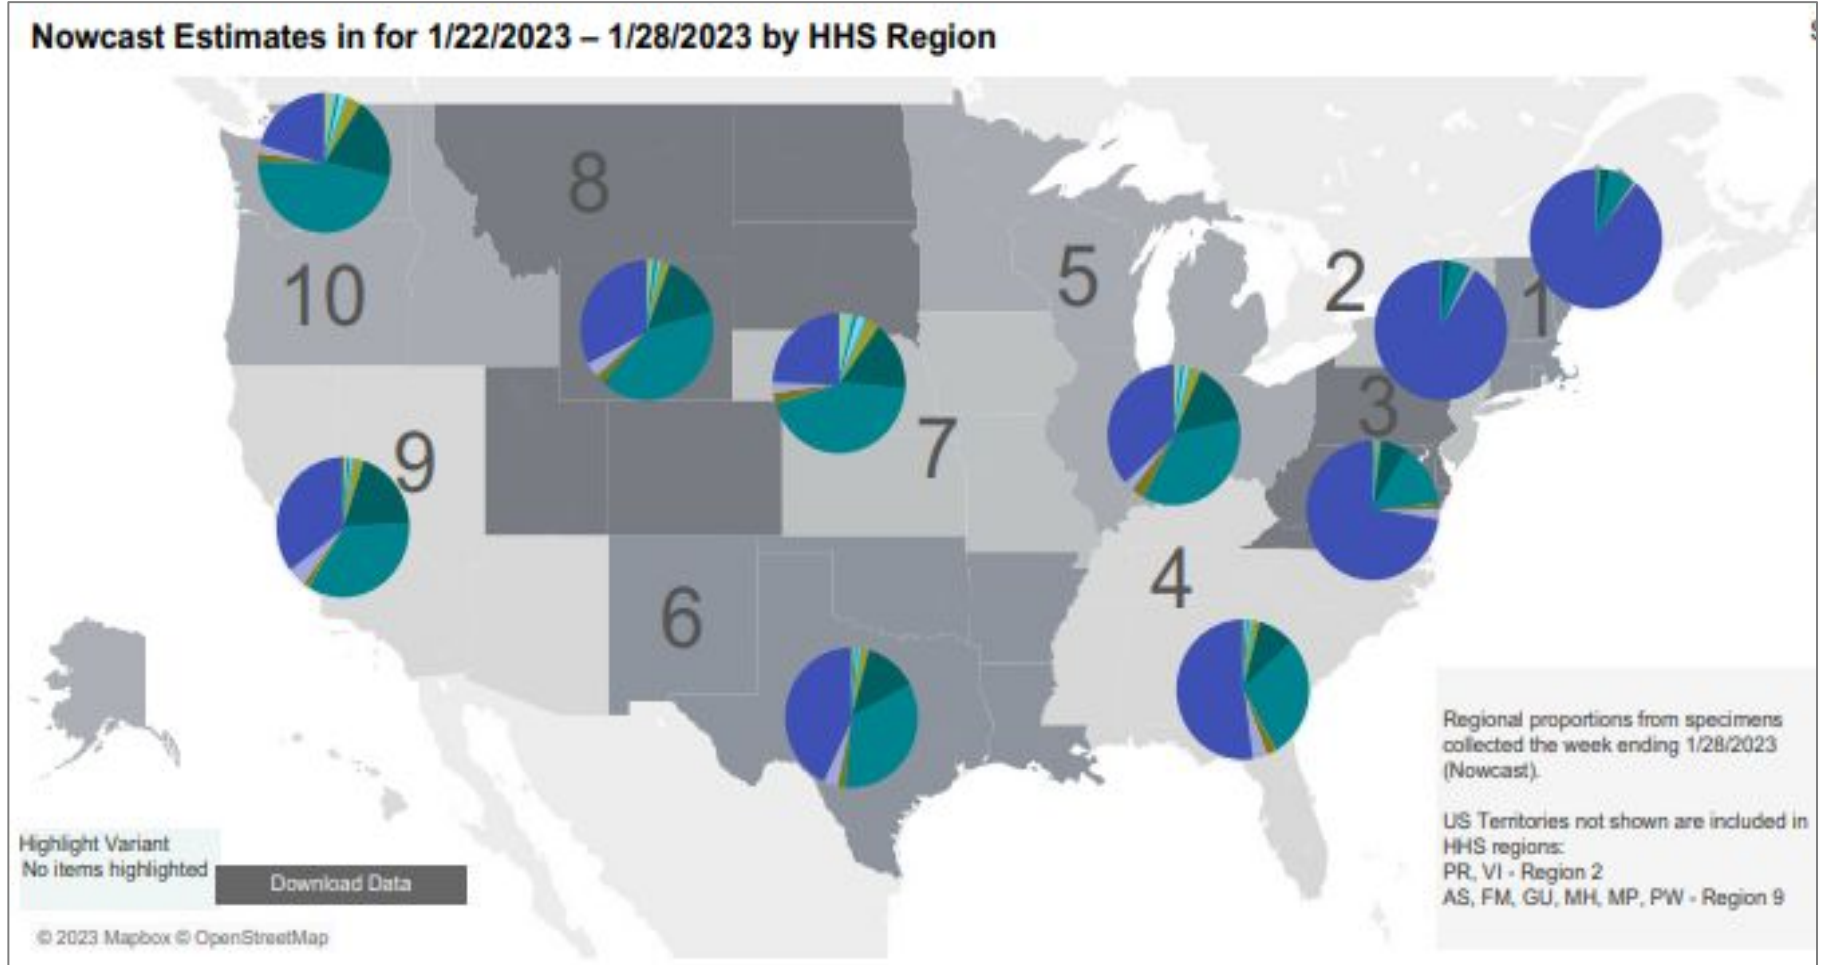 Nowcast Estimates in for 1/22/2023 – 1/28/2023 by HHS Region
8
10
5
2
1
3
9
7
4
6
Regional proportions from specimens
collected the week ending 1/28/2023
(Nowcast).
US Territories not shown are included in
HHS regions:
PR, VI - Region 2
AS, FM, GU, MH, MP, PW - Region 9
Highlight Variant
No items highlighted
Download Data
© 2023 Mapbox © OpenStreetMap